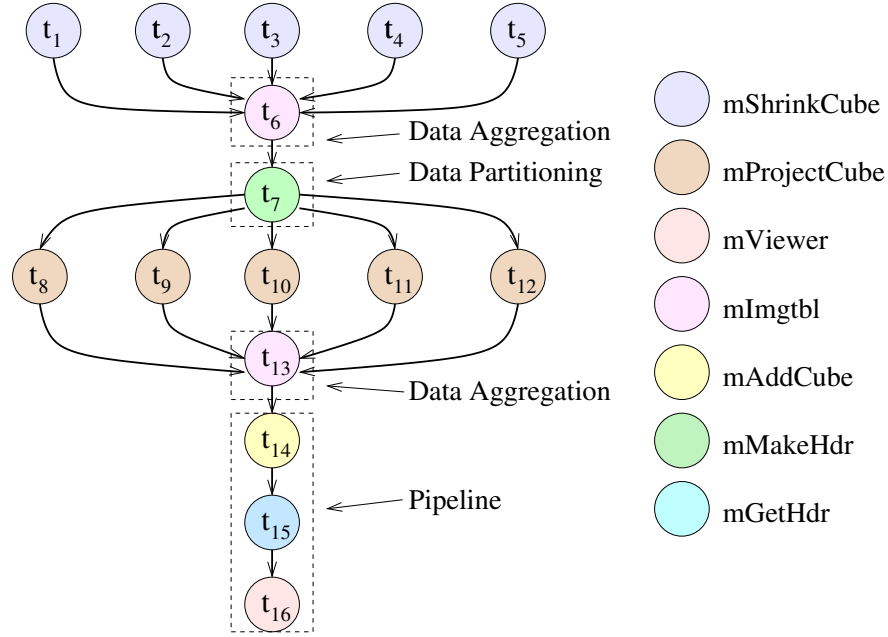 t1 t2 t3 t4 t5
t6
Data Aggregation
Data Partitioning
t7
t8 t9 t10 t11 t12
t13
Data Aggregation
t14
Pipeline
t15
t16
mShrinkCube
mProjectCube
mViewer
mImgtbl
mAddCube
mMakeHdr
mGetHdr